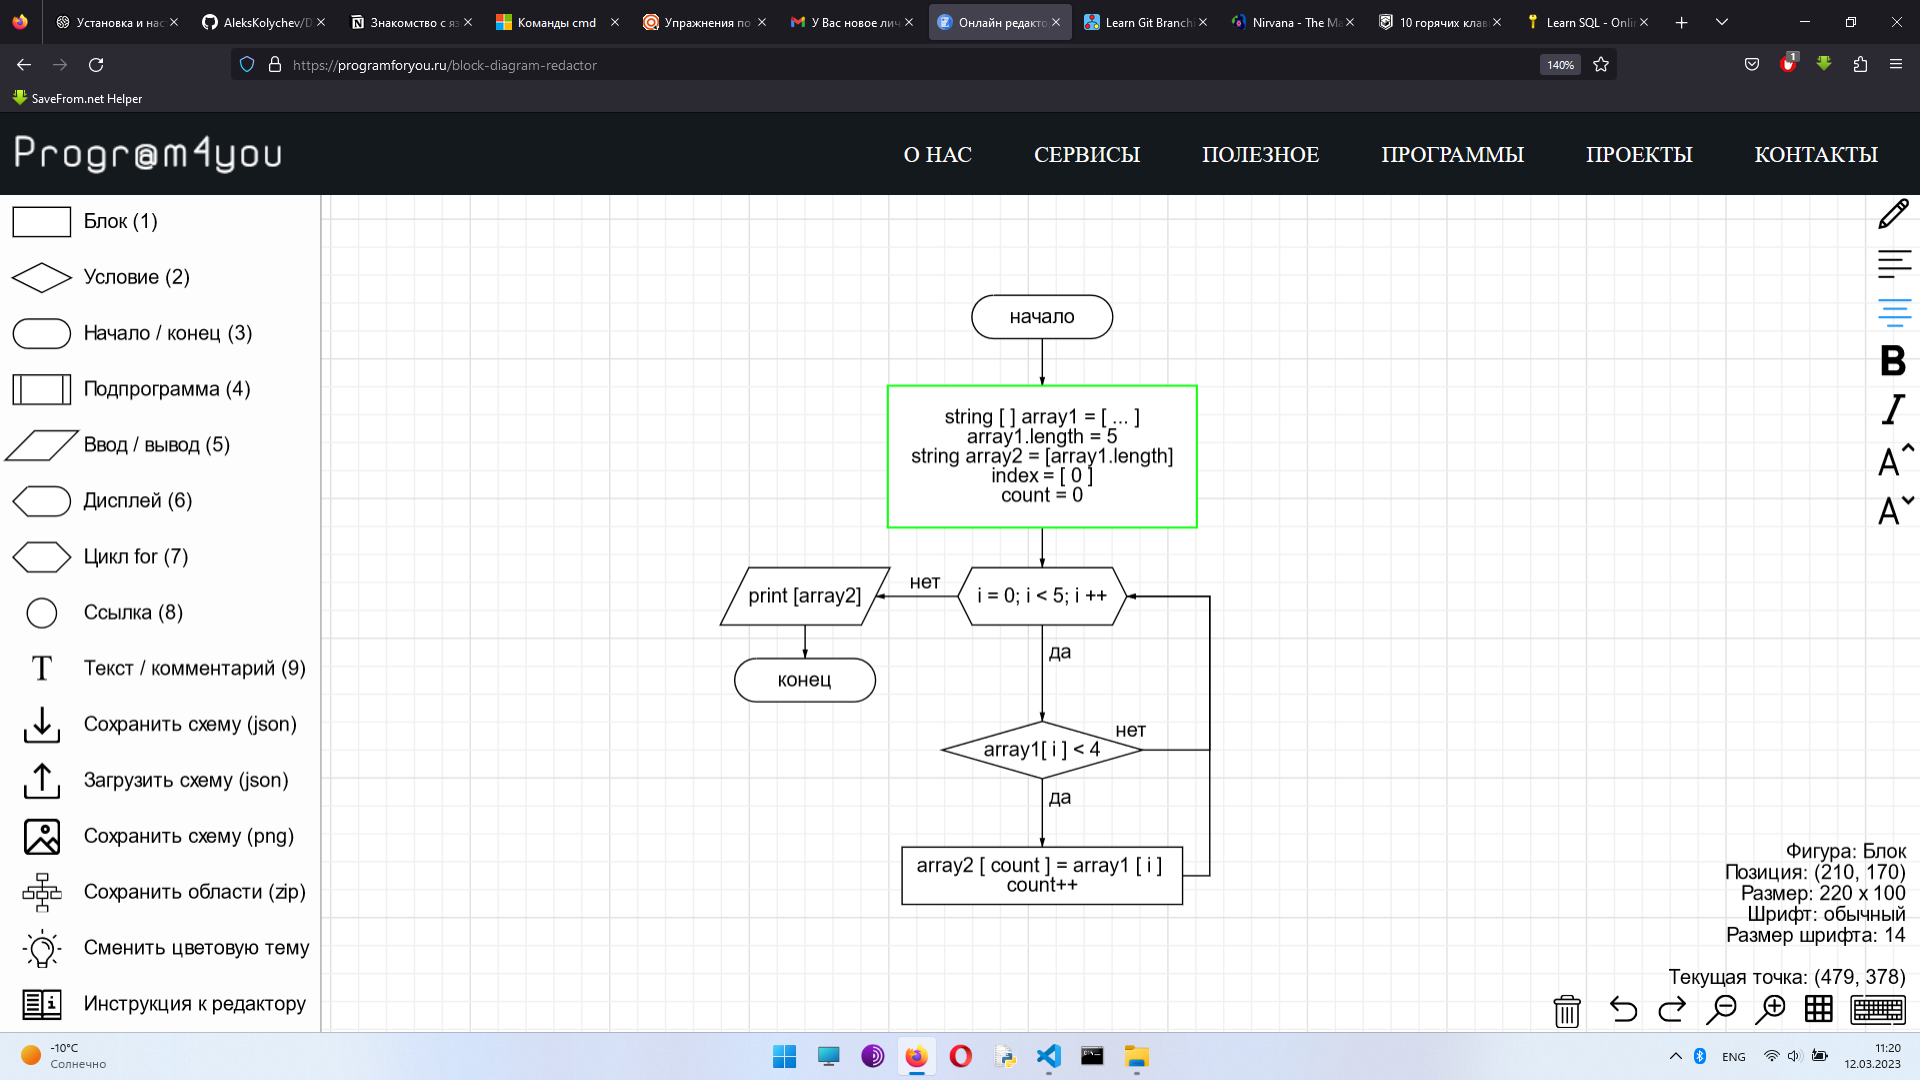 Установка и нас
AleksKolychev/D
Знакомство с яз
Команды cmd
Упражнения по
У Вас новое лич
Онлайн редакто
Learn Git Branch
Nirvana - The Ma
10 горячих клав
Learn SQL - Onli
https://programforyou.ru/block-diagram-redactor
140%
1
SaveFrom.net Helper
Progr@m4you
О НАС
СЕРВИСЫ
ПОЛЕЗНОЕ
ПРОГРАММЫ
ПРОЕКТЫ
КОНТАКТЫ
Блок (1)
Условие (2)
Начало / конец (3)
Подпрограмма (4)
Ввод / вывод (5)
Дисплей (6)
Цикл for (7)
Ссылка (8)
T Текст / комментарий (9)
Сохранить схему (json)
Загрузить схему (json)
Сохранить схему (png)
Сохранить области (zip)
Сменить цветовую тему
Инструкция к редактору
начало
string [ ] array1 = [ ... ]
array1.length = 5
string array2 = [array1.length]
index = [ 0 ]
count = 0
print [array2]
нет
i = 0; i < 5; i ++
да
конец
нет
array1[ i ] < 4
да
array2 [ count ] = array1 [ i ]
count++
B
I
A
A
Фигура: Блок
Позиция: (210, 170)
Размер: 220 x 100
Шрифт: обычный
Размер шрифта: 14
Текущая точка: (479, 378)
-10°C
Солнечно
ENG
11:20
12.03.2023